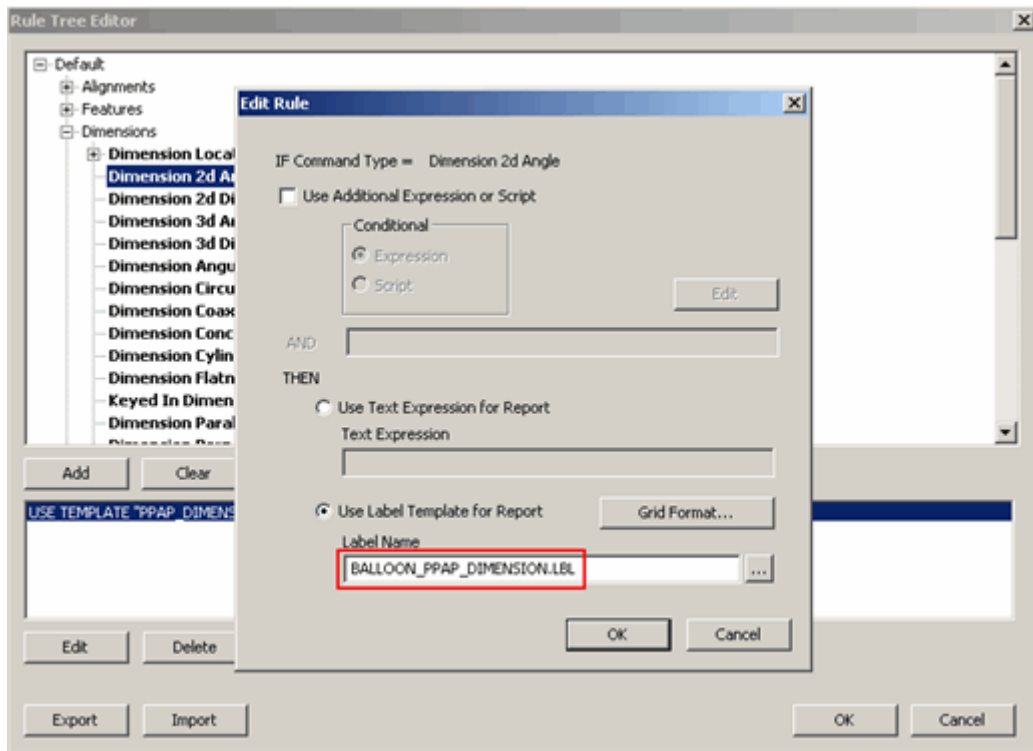 Rule Tree Editor
Default
Alignments
Features
Dimensions
Dimension Locat
Dimension 2d A
Dimension 2d Di
Dimension 3d A
Dimension 3d Di
Dimension Angu
Dimension Circu
Dimension Coax
Dimension Conc
Dimension Cylin
Dimension Flatn
Keyed In Dimen
Dimension Paral
Add
Clear
USE TEMPLATE "PPAP_DIMENS
Edit
Delete
Export
Import
OK
Cancel
Edit Rule
IF Command Type = Dimension 2d Angle
Use Additional Expression or Script
Conditional
Expression
Script
Edit
AND
THEN
Use Text Expression for Report
Text Expression
Use Label Template for Report
Grid Format...
Label Name
BALLOON_PPAP_DIMENSION.LBL
...
OK
Cancel